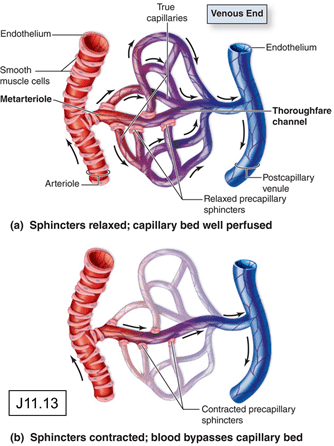 True
capillaries
Venous End
Endothelium
Endothelium
Smooth
muscle cells
Metarteriole
Thoroughfare
channel
Arteriole
Postcapillary
venule
Relaxed precapillary
sphincters
(a) Sphincters relaxed; capillary bed well perfused
J11.13
Contracted precapillary
sphincters
(b) Sphincters contracted; blood bypasses capillary bed